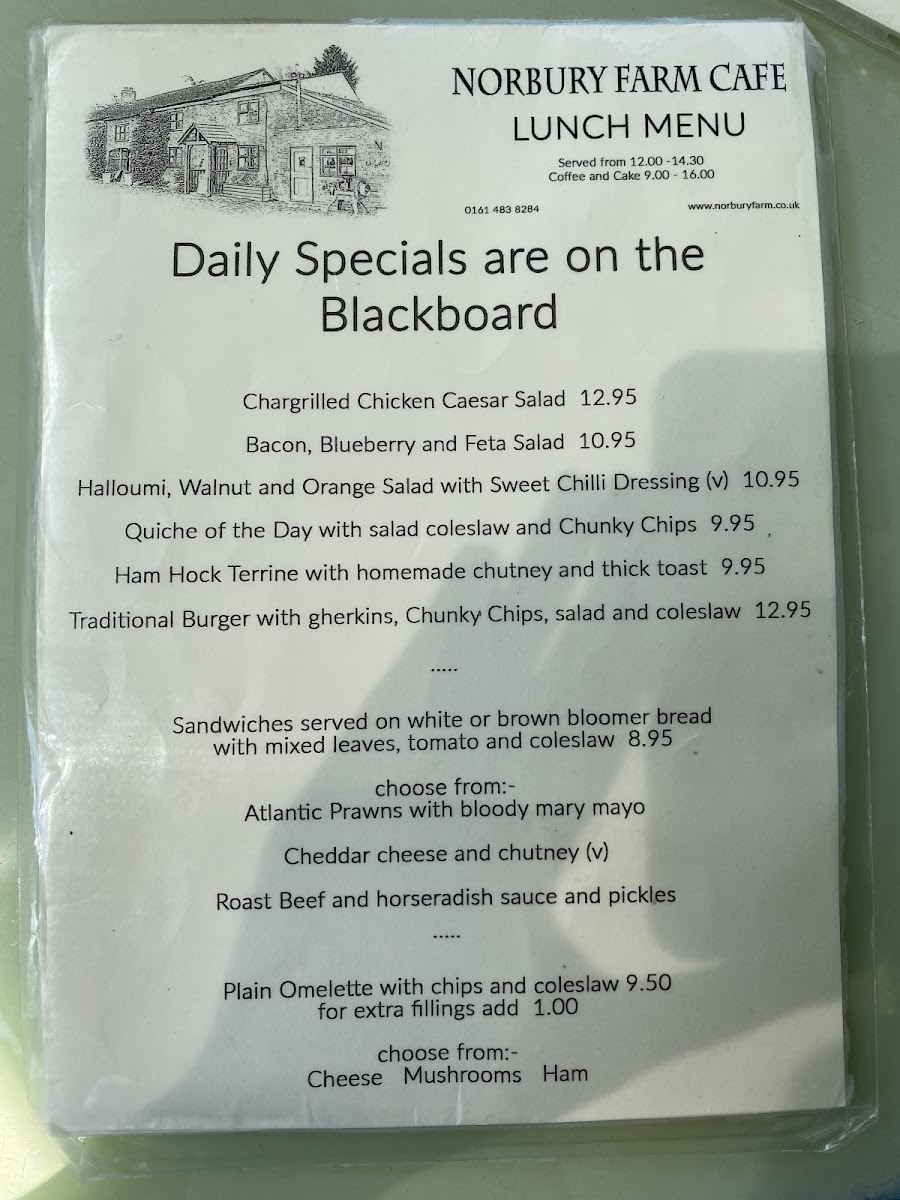 NORBURY FARM CAFE
LUNCH MENU
Served from 12.00 -14.30
Coffee and Cake 9.00 - 16.00
0161 483 8284
www.norburyfarm.co.uk
Daily Specials are on the
Blackboard
Chargrilled Chicken Caesar Salad 12.95
Bacon, Blueberry and Feta Salad 10.95
Halloumi, Walnut and Orange Salad with Sweet Chilli Dressing (v) 10.95
Quiche of the Day with salad coleslaw and Chunky Chips 9.95
Ham Hock Terrine with homemade chutney and thick toast 9.95
Traditional Burger with gherkins, Chunky Chips, salad and coleslaw 12.95
.....
Sandwiches served on white or brown bloomer bread
with mixed leaves, tomato and coleslaw 8.95
choose from:-
Atlantic Prawns with bloody mary mayo
Cheddar cheese and chutney (v)
Roast Beef and horseradish sauce and pickles
.....
Plain Omelette with chips and coleslaw 9.50
for extra fillings add 1.00
choose from:-
Cheese Mushrooms Ham